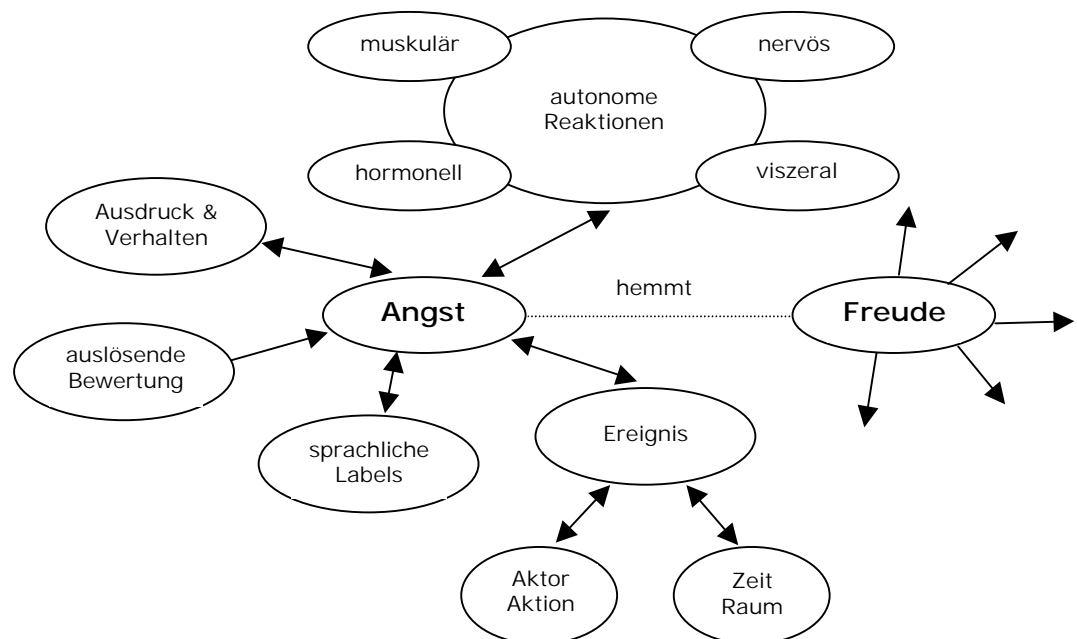 muskulär
nervös
autonome
Reaktionen
hormonell
viszeral
Ausdruck &
Verhalten
hemmt
Angst
Freude
auslösende
Bewertung
Ereignis
sprachliche
Labels
Aktor
Aktion
Zeit
Raum